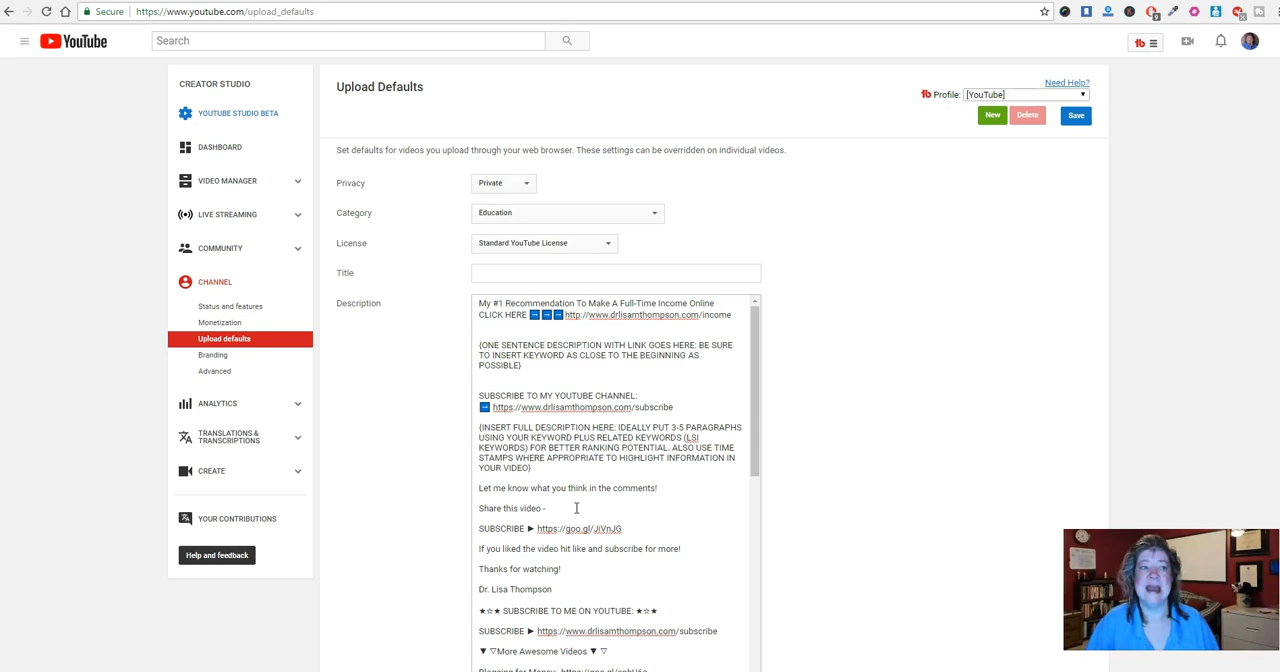 Secure https://www.youtube.com/upload_defaults
YouTube
Search
tb
CREATOR STUDIO
YOUTUBE STUDIO BETA
DASHBOARD
VIDEO MANAGER
LIVE STREAMING
COMMUNITY
CHANNEL
Status and features
Monetization
Upload defaults
Branding
Advanced
ANALYTICS
TRANSLATIONS &
TRANSCRIPTIONS
CREATE
YOUR CONTRIBUTIONS
Help and feedback
Upload Defaults
Need Help?
tb Profile: [YouTube]
New Delete Save
Set defaults for videos you upload through your web browser. These settings can be overridden on individual videos.
Privacy Private
Category Education
License Standard YouTube License
Title
Description
My #1 Recommendation To Make A Full-Time Income Online
CLICK HERE ➡➡➡http://www.drlisamthompson.com/income
{ONE SENTENCE DESCRIPTION WITH LINK GOES HERE: BE SURE
TO INSERT KEYWORD AS CLOSE TO THE BEGINNING AS
POSSIBLE}
SUBSCRIBE TO MY YOUTUBE CHANNEL:
➡ https://www.drlisamthompson.com/subscribe
{INSERT FULL DESCRIPTION HERE: IDEALLY PUT 3-5 PARAGRAPHS
USING YOUR KEYWORD PLUS RELATED KEYWORDS (LSI
KEYWORDS) FOR BETTER RANKING POTENTIAL. ALSO USE TIME
STAMPS WHERE APPROPRIATE TO HIGHLIGHT INFORMATION IN
YOUR VIDEO}
Let me know what you think in the comments!
Share this video -
SUBSCRIBE ► https://goo.gl/JiVnJG
If you liked the video hit like and subscribe for more!
Thanks for watching!
Dr. Lisa Thompson
★☆★ SUBSCRIBE TO ME ON YOUTUBE: ★☆★
SUBSCRIBE ► https://www.drlisamthompson.com/subscribe
▼ ▽More Awesome Videos ▼ ▽